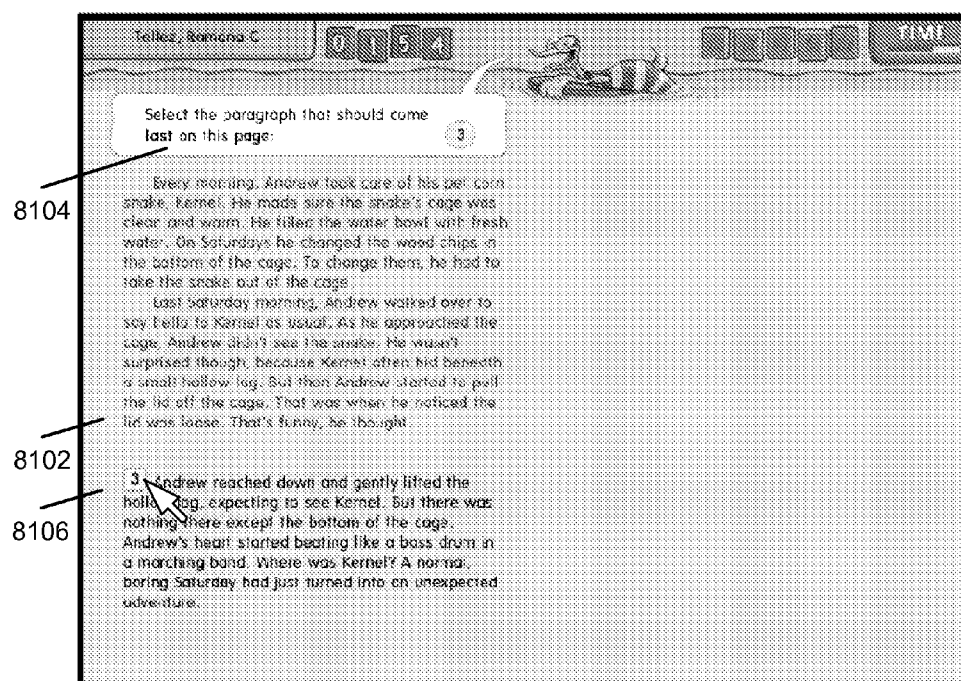 Tellez, Ramona C
0 1 5 4
TIME
Select the paragraph that should come
last on this page:
3
8104
Every morning, Andrew took care of his pet corn
snake, Kernel. He made sure the snake's cage was
clean and warm. He filled the water bowl with fresh
water. On Saturdays he changed the wood chips in
the bottom of the cage. To change them, he had to
take the snake out of the cage.
Last Saturday morning, Andrew walked over to
say hello to Kernel as usual. As he approached the
cage, Andrew didn't see the snake. He wasn't
surprised though, because Kernel often hid beneath
a small hollow log. But then Andrew started to pull
the lid off the cage. That was when he noticed the
lid was loose. That's funny, he thought.
8102
3
Andrew reached down and gently lifted the
hollow log, expecting to see Kernel. But there was
nothing there except the bottom of the cage.
Andrew's heart started beating like a bass drum in
a marching band. Where was Kernel? A normal,
boring Saturday had just turned into an unexpected
adventure.
8106